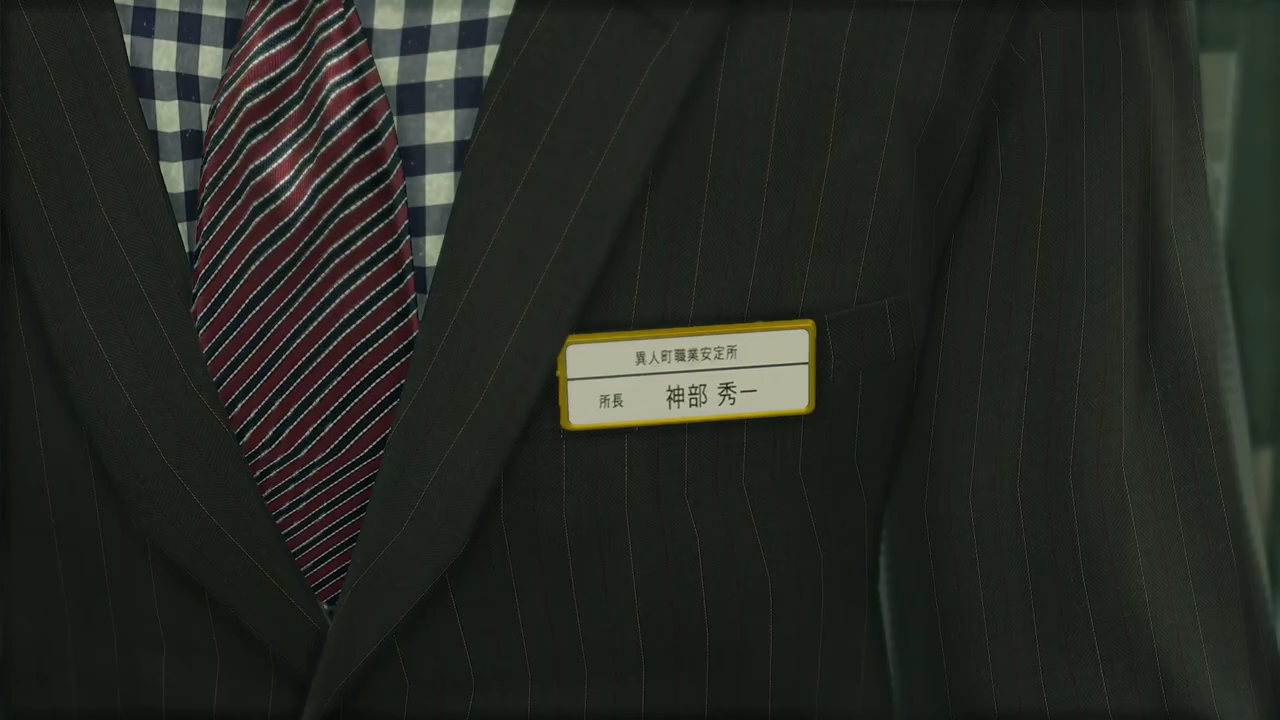 異人町職業安定所
所長 神部 秀一